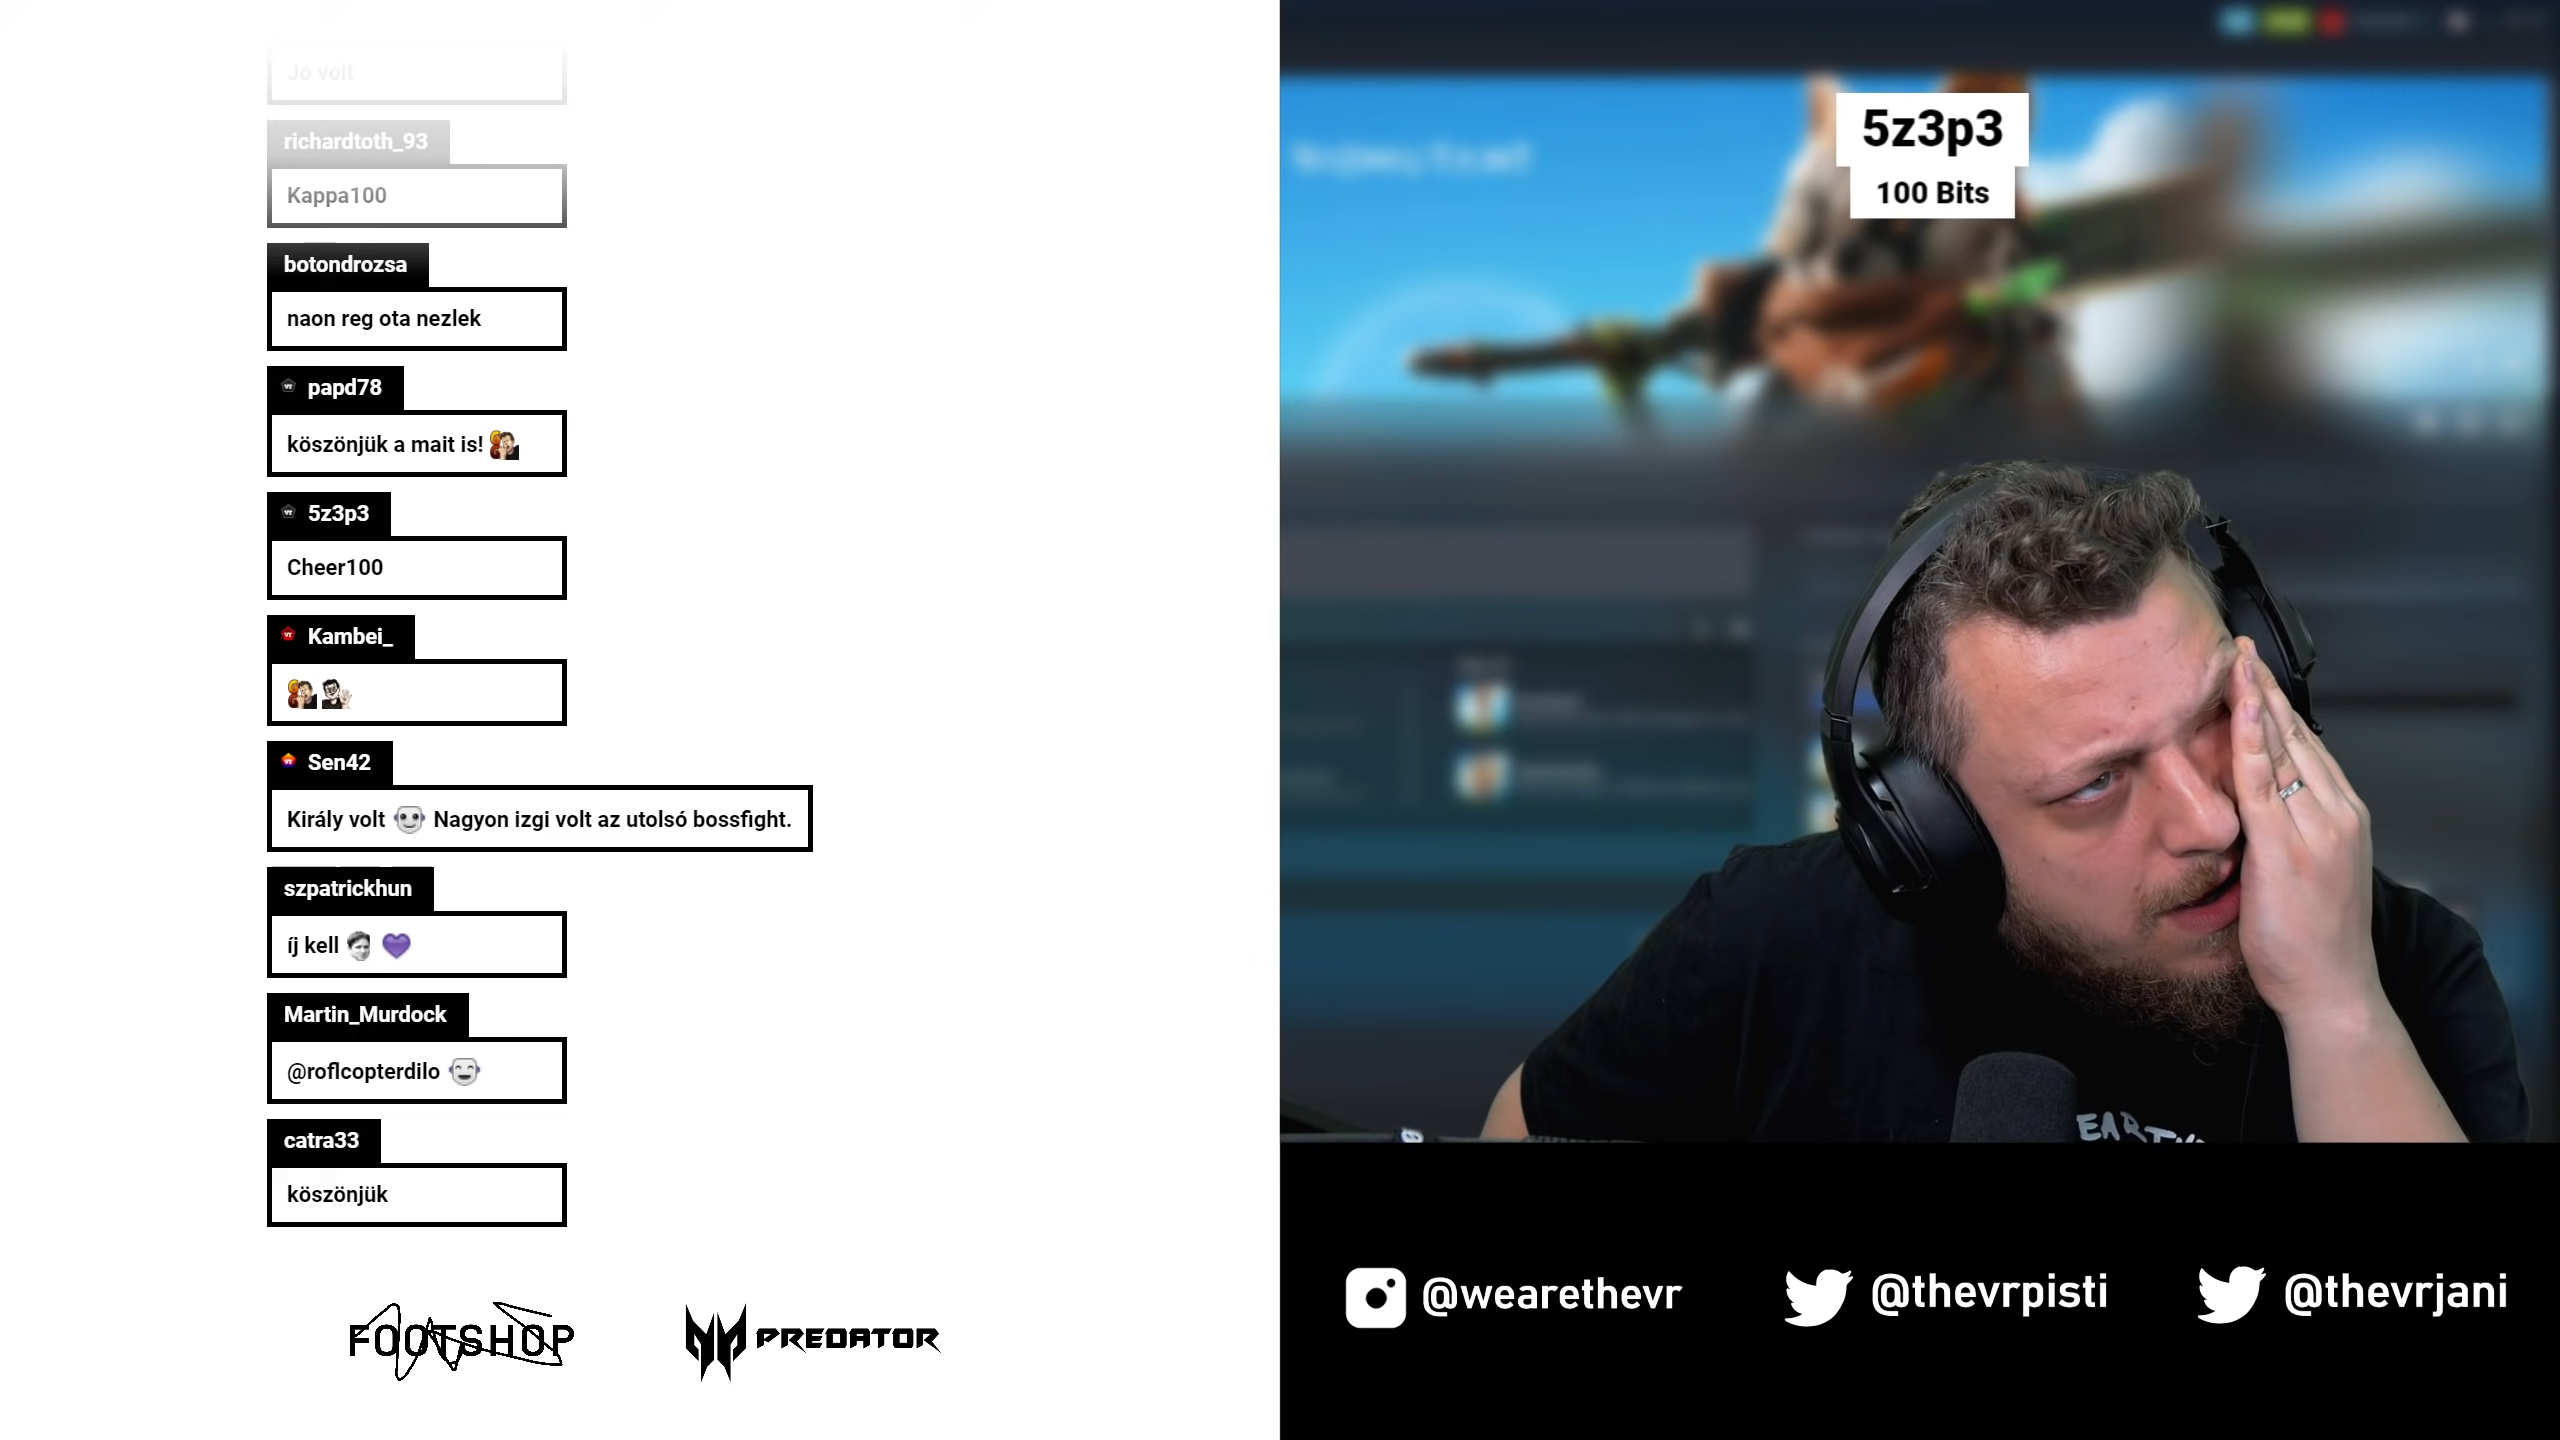 Jó volt
richardtoth_93
Kappa100
botondrozsa
naon reg ota nezlek
papd78
köszönjük a mait is!
5z3p3
Cheer100
Kambei_
Sen42
Király volt Nagyon izgi volt az utolsó bossfight.
szpatrickhun
íj kell
Martin_Murdock
@roflcopterdilo
catra33
köszönjük
FOOTSHOP
PREDATOR
5z3p3
100 Bits
@wearethevr
@thevrpisti
@thevrjani